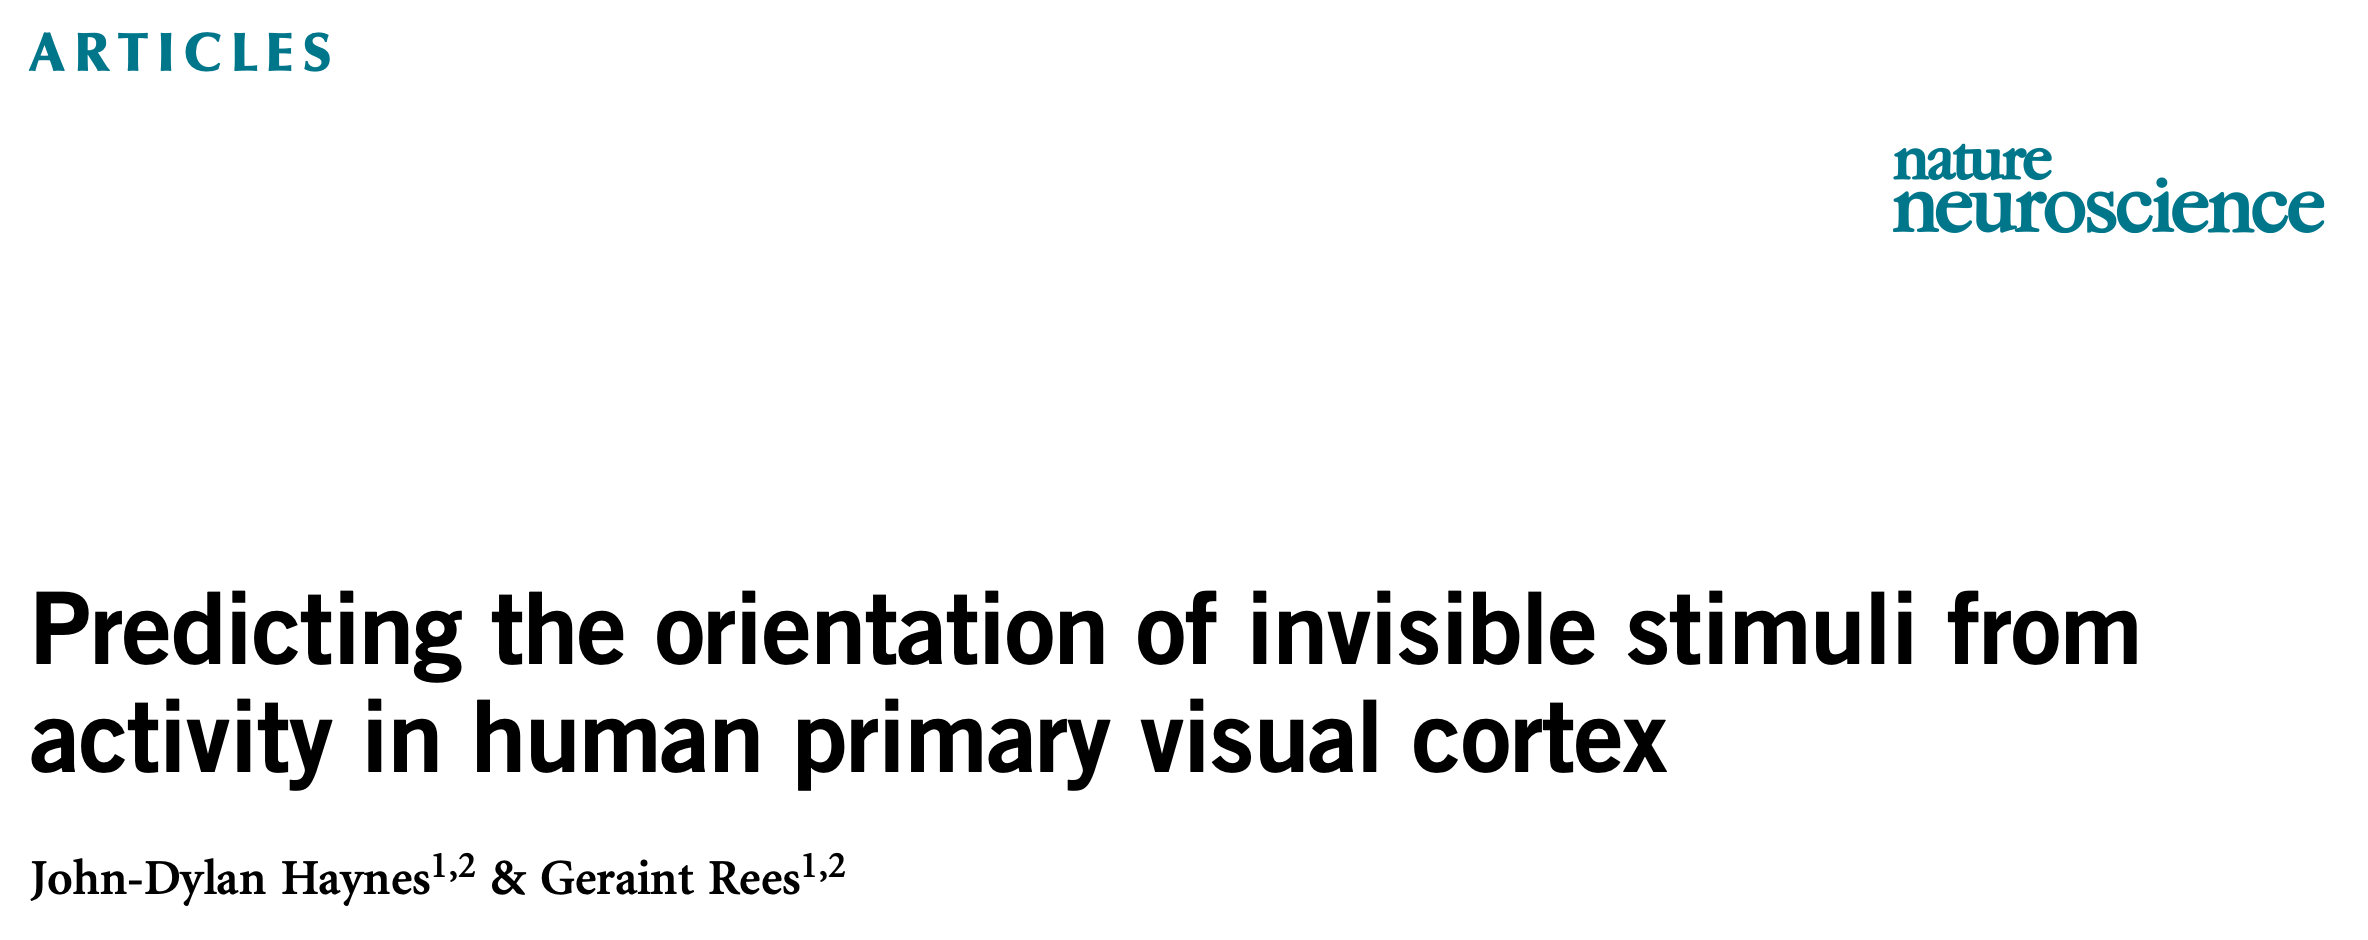 ARTICLES
nature
neuroscience
Predicting the orientation of invisible stimuli from
activity in human primary visual cortex
John-Dylan Haynes1,2 & Geraint Rees1,2